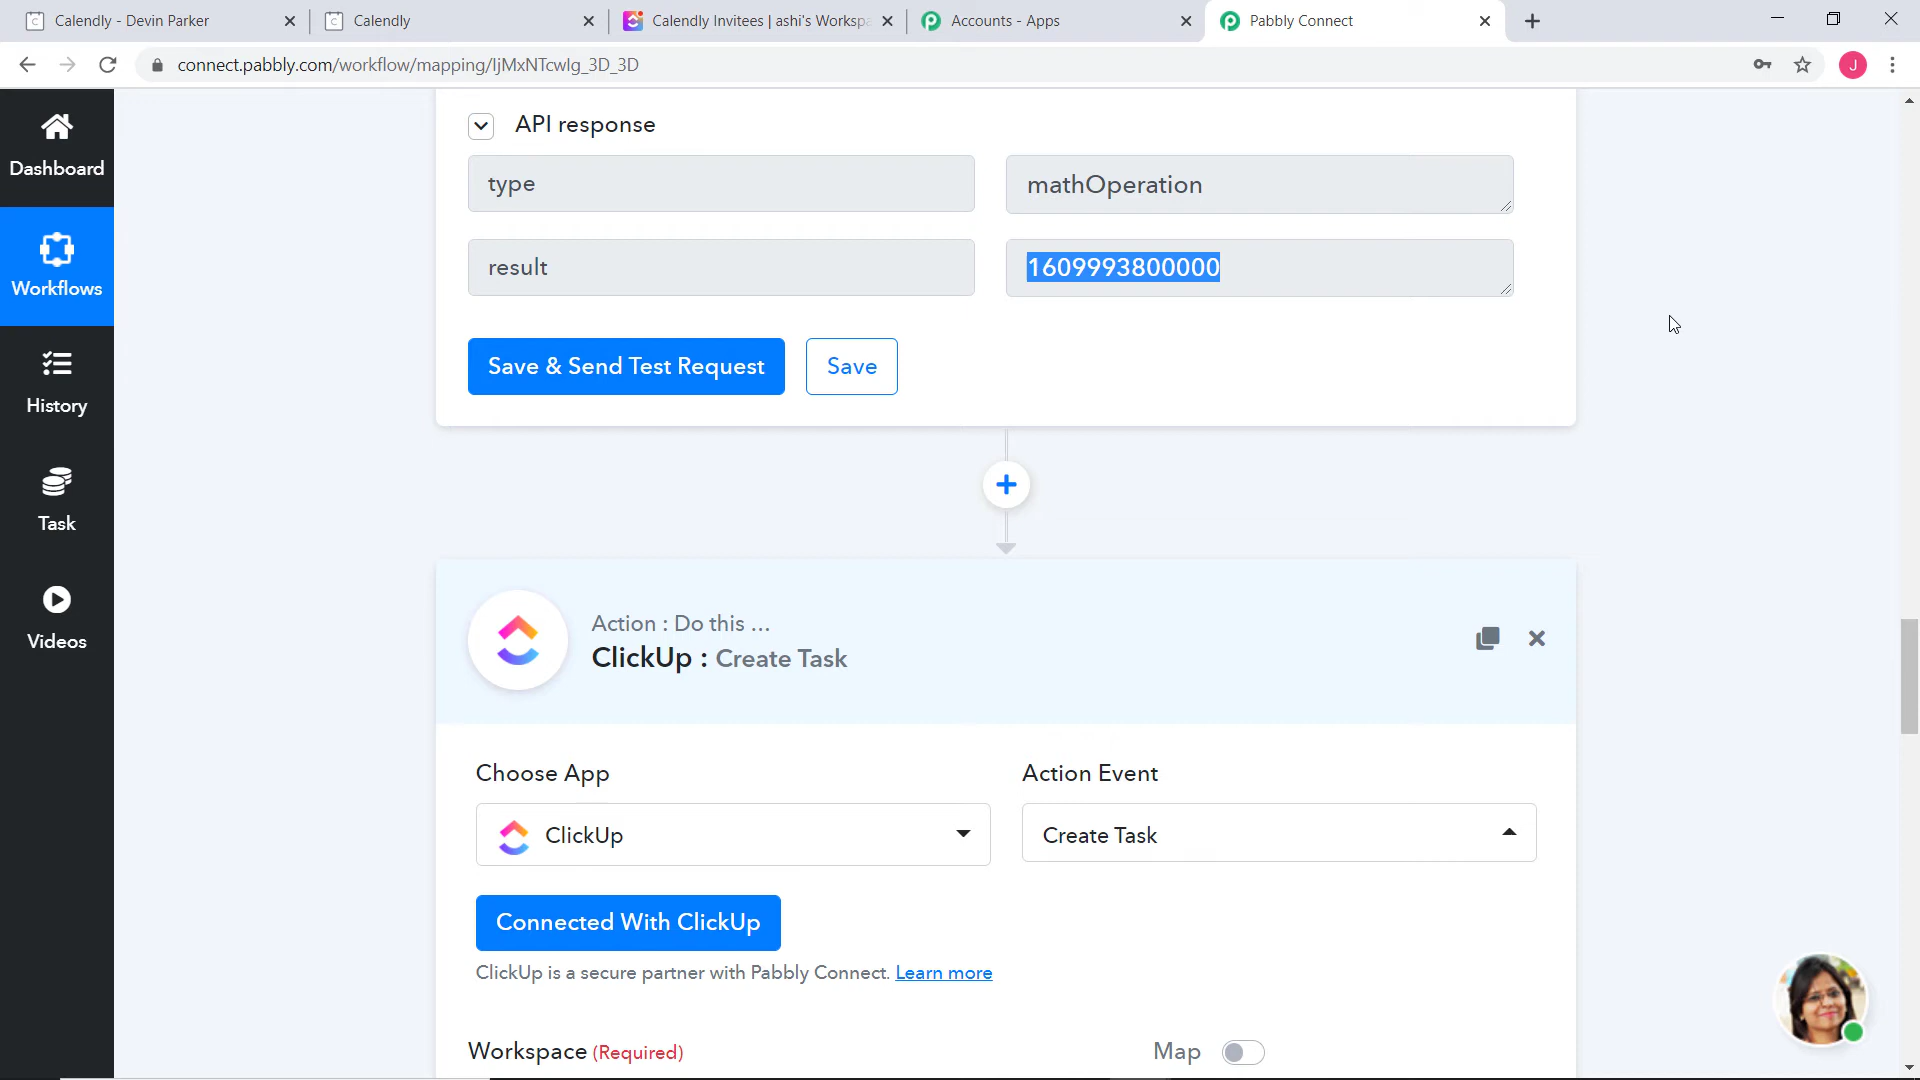 Calendly - Devin Parker
Calendly
Calendly Invitees | ashi's Workspa
Accounts - Apps
Pabbly Connect
connect.pabbly.com/workflow/mapping/IjMxNTcwIg_3D_3D
J
Dashboard
Workflows
History
Task
Videos
API response
type
mathOperation
result
1609993800000
Save & Send Test Request
Save
Action : Do this ...
ClickUp : Create Task
Choose App
Action Event
ClickUp
Create Task
Connected With ClickUp
ClickUp is a secure partner with Pabbly Connect. Learn more
Workspace (Required)
Map